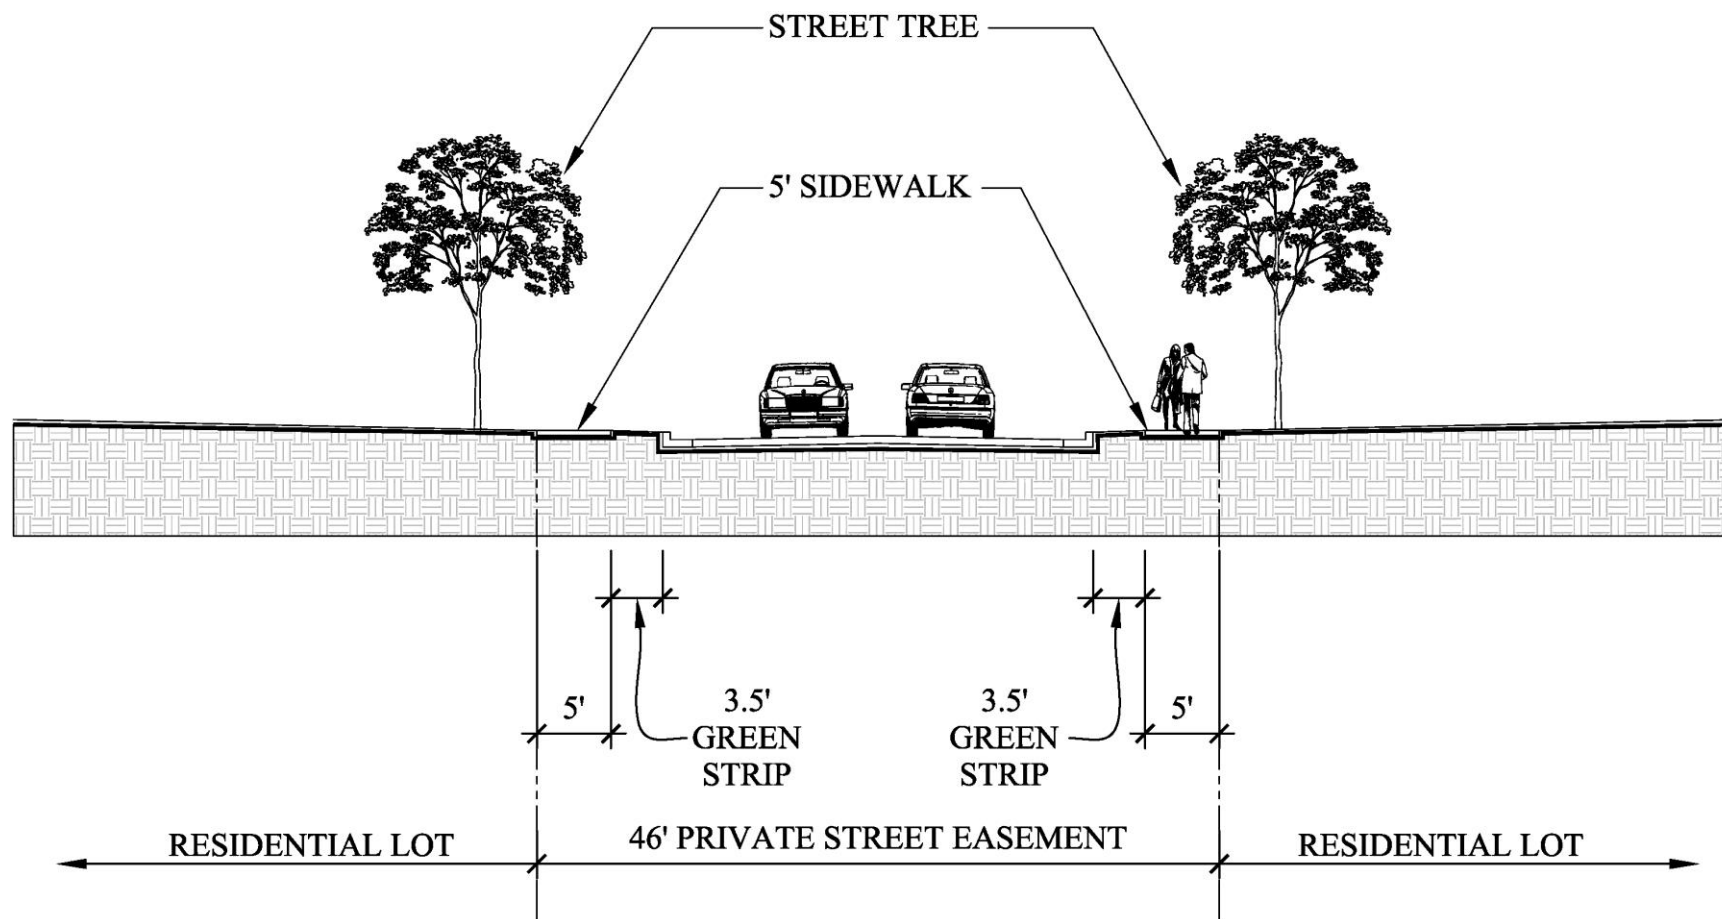 STREET TREE
5' SIDEWALK
5'
3.5'
GREEN
STRIP
3.5'
GREEN
STRIP
5'
RESIDENTIAL LOT
46' PRIVATE STREET EASEMENT
RESIDENTIAL LOT